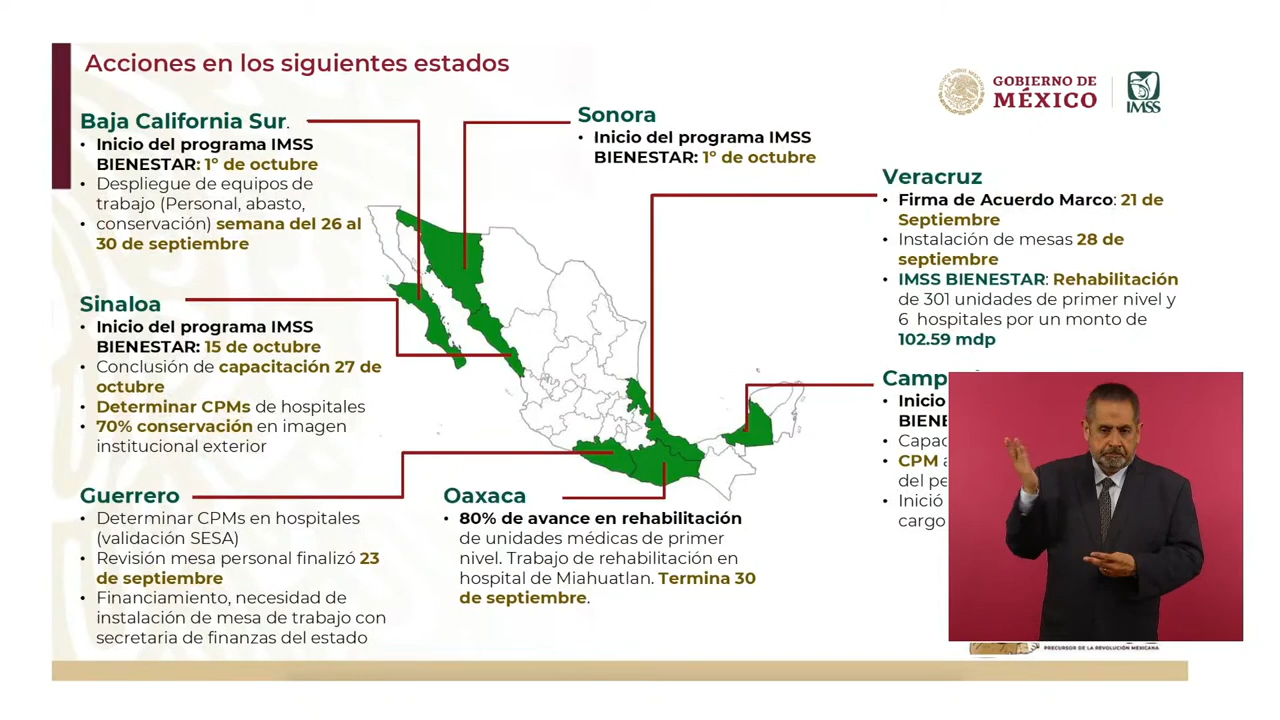 Acciones en los siguientes estados
GOBIERNO DE
MÉXICO
IMSS
Baja California Sur.
• Inicio del programa IMSS
BIENESTAR: 1º de octubre
• Despliegue de equipos de
trabajo (Personal, abasto,
• conservación) semana del 26 al
30 de septiembre
Sonora
• Inicio del programa IMSS
BIENESTAR: 1º de octubre
Veracruz
• Firma de Acuerdo Marco: 21 de
Septiembre
• Instalación de mesas 28 de
septiembre
• IMSS BIENESTAR: Rehabilitación
de 301 unidades de primer nivel y
6 hospitales por un monto de
102.59 mdp
Sinaloa
• Inicio del programa IMSS
BIENESTAR: 15 de octubre
• Conclusión de capacitación 27 de
octubre
• Determinar CPMs de hospitales
• 70% conservación en imagen
institucional exterior
• Inicio
• CPM
del
• Inició
cargo
Guerrero
• Determinar CPMs en hospitales
(validación SESA)
• Revisión mesa personal finalizó 23
de septiembre
• Financiamiento, necesidad de
instalación de mesa de trabajo con
secretaria de finanzas del estado
Oaxaca
• 80% de avance en rehabilitación
de unidades médicas de primer
nivel. Trabajo de rehabilitación en
hospital de Miahuatlan. Termina 30
de septiembre.
PRECURSOR DE LA REVOLUCIÓN MEXICANA